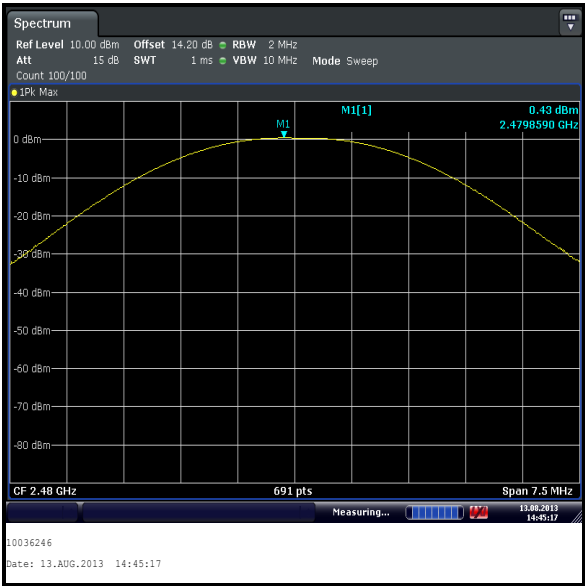 Spectrum
Ref Level 10.00 dBm Offset 14.20 dB RBW 2 MHz
Att 15 dB SWT 1 ms VBW 10 MHz Mode Sweep
Count 100/100
1Pk Max
M1[1] 0.43 dBm
2.4798590 GHz
M1
0 dBm
-10 dBm
-20 dBm
-30 dBm
-40 dBm
-50 dBm
-60 dBm
-70 dBm
-80 dBm
CF 2.48 GHz 691 pts Span 7.5 MHz
Measuring... 13.08.2013
14:45:17
10036246
Date: 13.AUG.2013 14:45:17